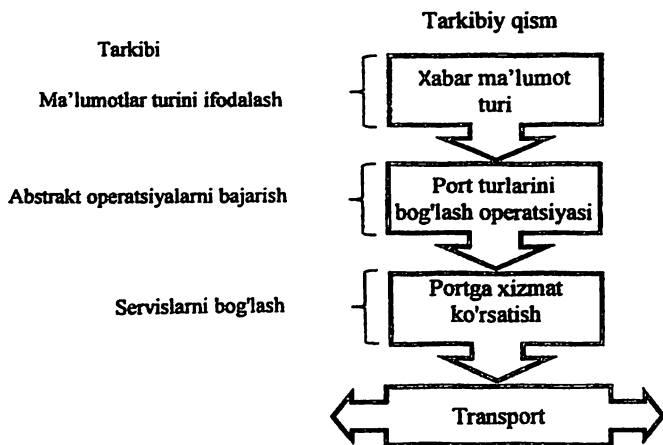 Tarkibiy qism
Tarkibi
Xabar ma’lumot
turi
Ma’lumotlar turini ifodalash
Abstrakt operatsiyalarni bajarish
Port turlarini
bog'lash operatsiyasi
Servislarni bog'lash
Portga xizmat
ko'rsatish
Transport